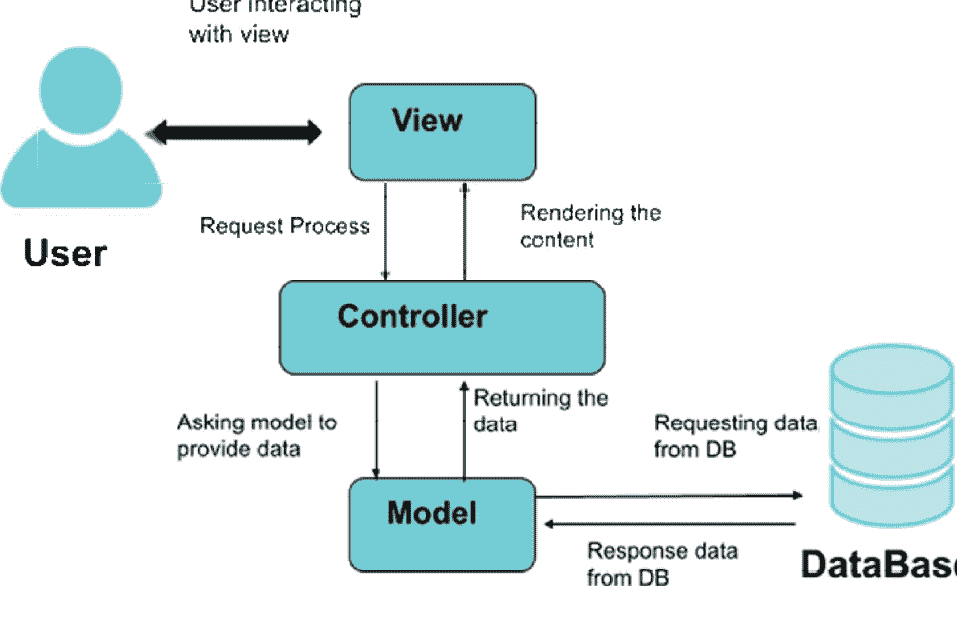 User Interacting
with view
View
Request Process
Rendering the
content
User
Controller
Asking model to
provide data
Returning the
data
Requesting data
from DB
Model
Response data
from DB
DataBase